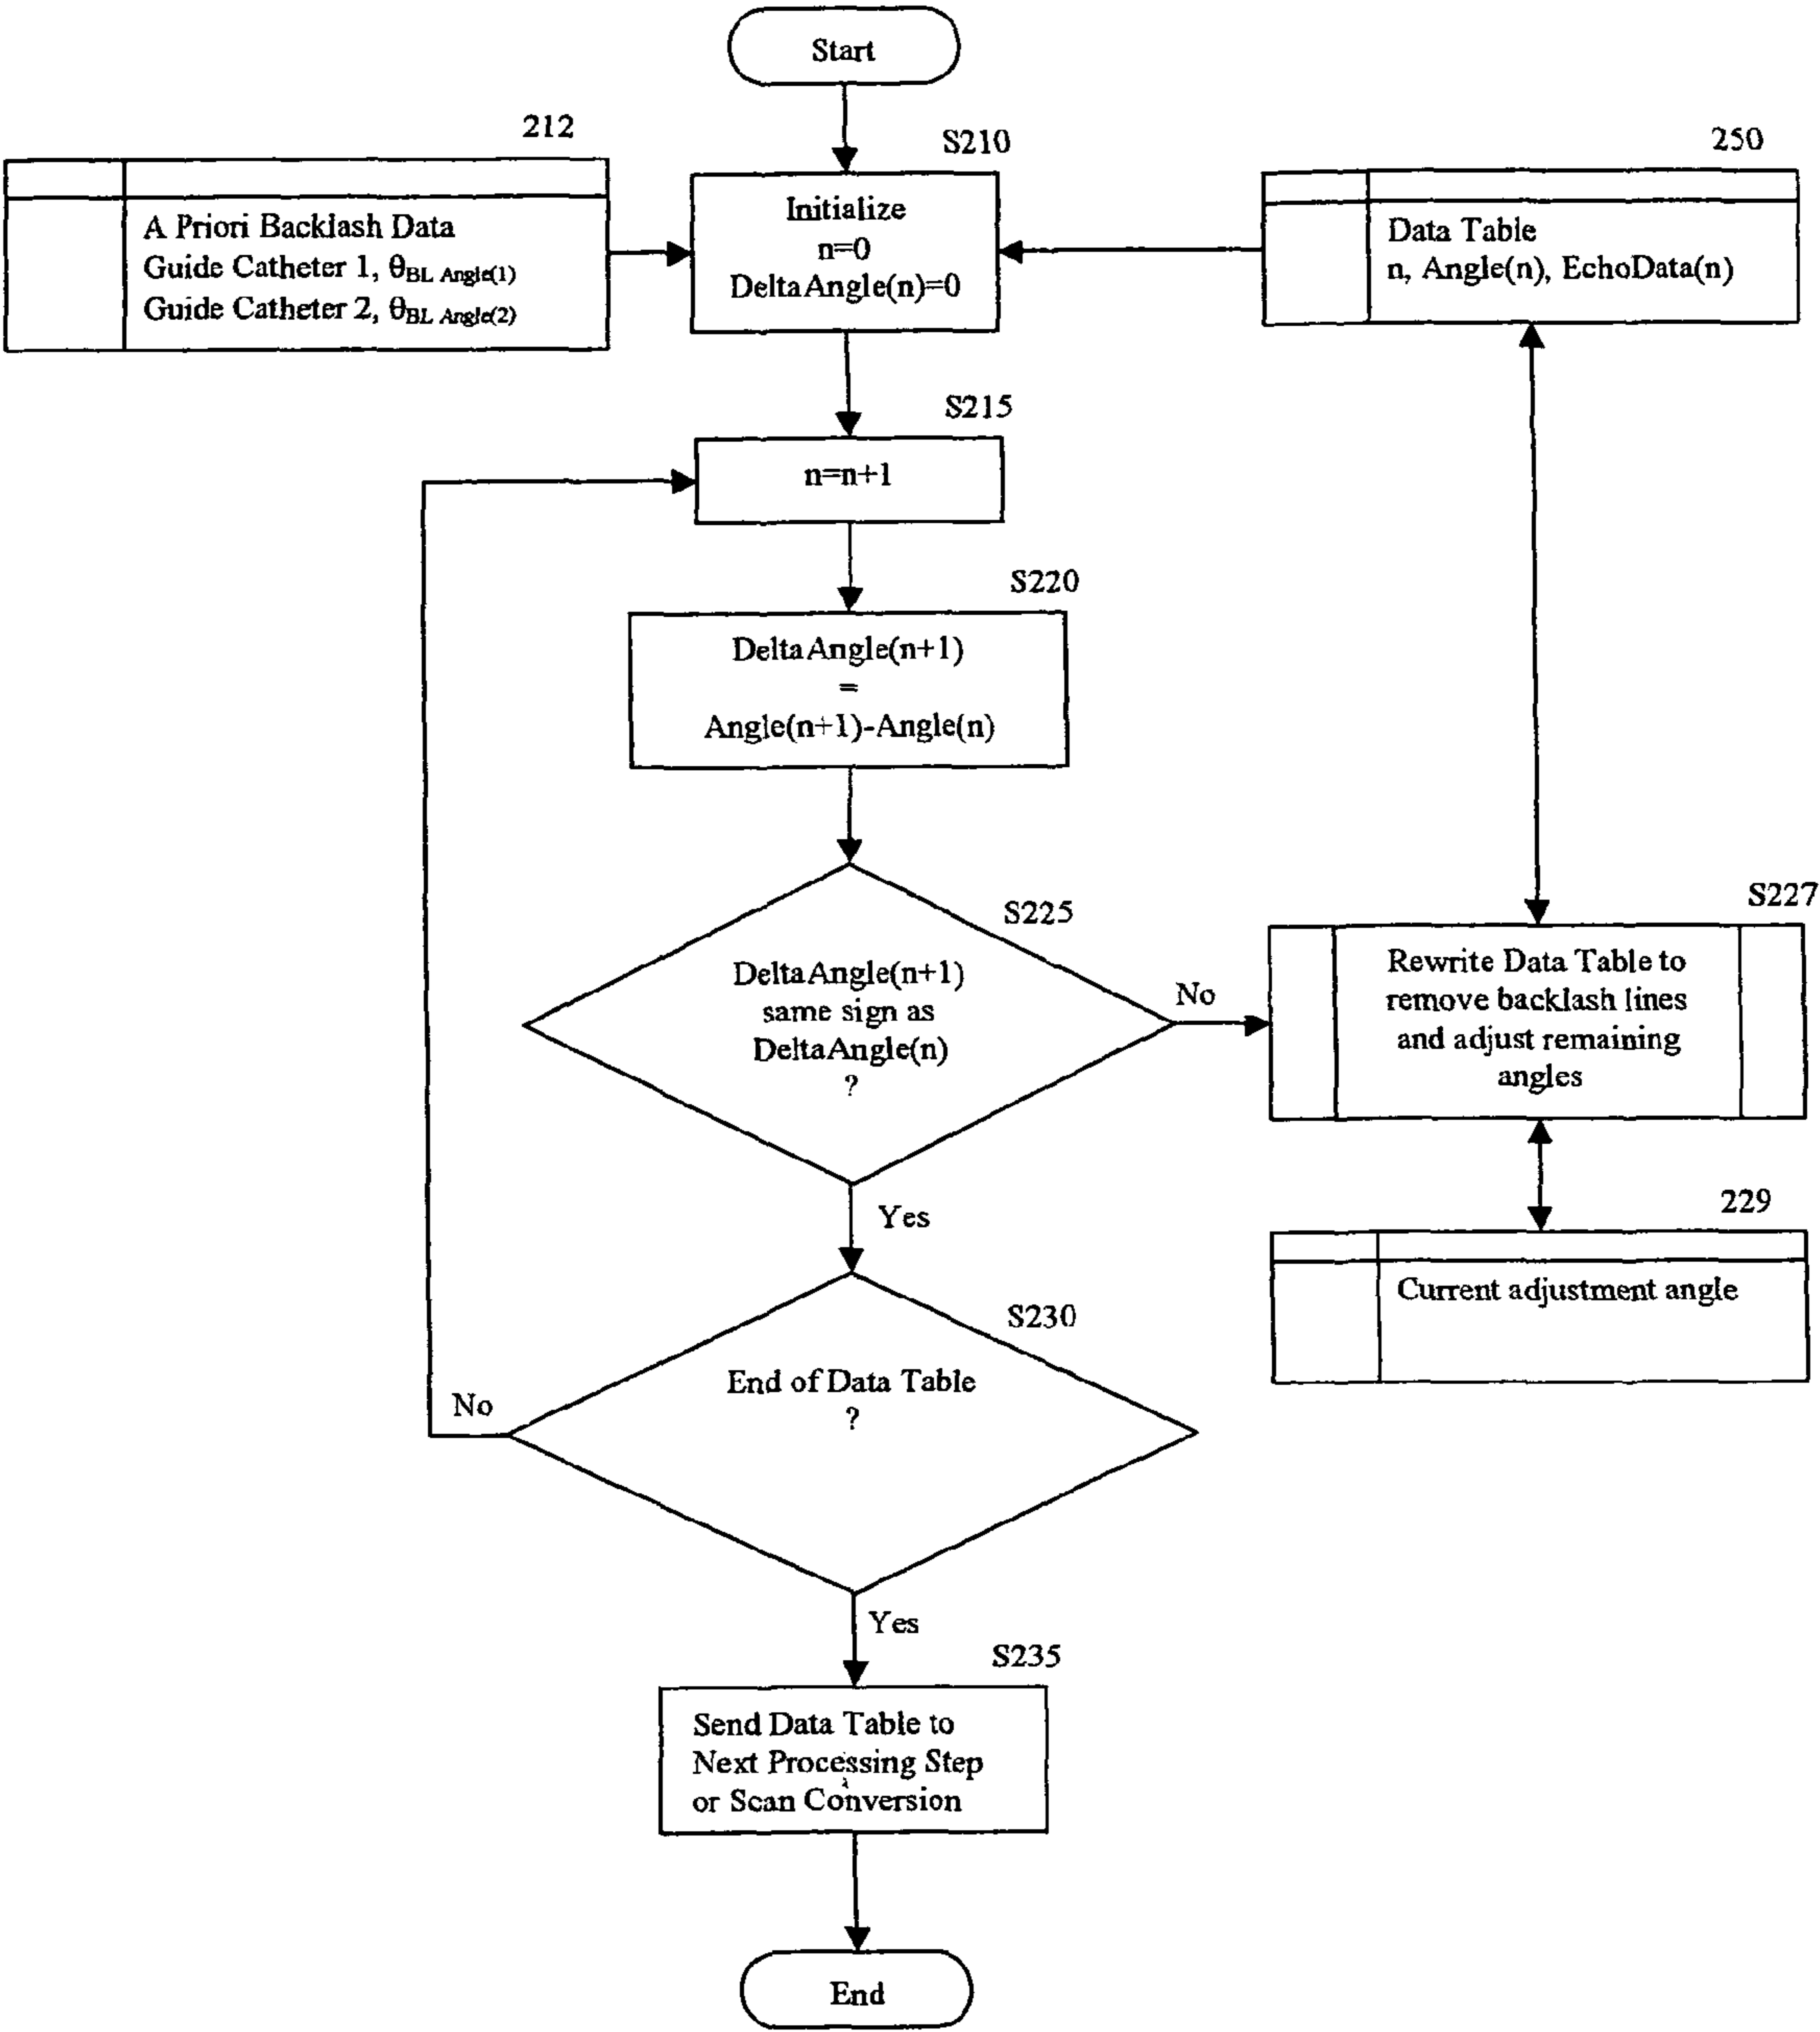 Start
212
A Priori Backlash Data
Guide Catheter 1, θBL Angle(1)
Guide Catheter 2, θBL Angle(2)
S210
Initialize
n=0
DeltaAngle(n)=0
250
Data Table
n, Angle(n), EchoData(n)
S215
n=n+1
S220
DeltaAngle(n+1)
=
Angle(n+1)-Angle(n)
S225
DeltaAngle(n+1)
same sign as
DeltaAngle(n)
?
No
S227
Rewrite Data Table to
remove backlash lines
and adjust remaining
angles
Yes
229
Current adjustment angle
S230
End of Data Table
?
No
Yes
S235
Send Data Table to
Next Processing Step
or Scan Conversion
End